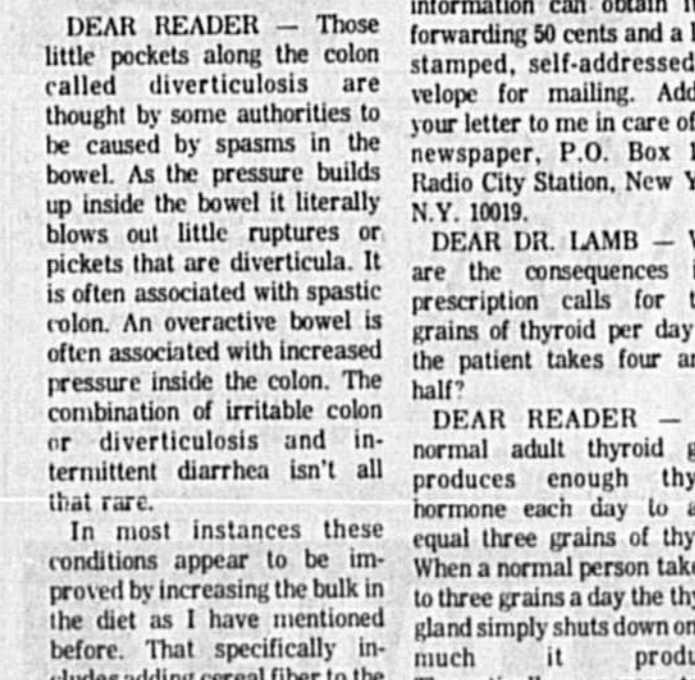 DEAR READER — Those
little pockets along the colon
called diverticulosis are
thought by some authorities to
be caused by spasms in the
bowel. As the pressure builds
up inside the bowel it literally
blows out little ruptures or
pickets that are diverticula. It
is often associated with spastic
colon. An overactive bowel is
often associated with increased
pressure inside the colon. The
combination of irritable colon
or diverticulosis and in-
termittent diarrhea isn't all
that rare.
In most instances these
conditions appear to be im-
proved by increasing the bulk in
the diet as I have mentioned
before. That specifically in-
cludes adding cereal fiber to the
information can obtain
forwarding 50 cents and a
stamped, self-addressed
velope for mailing.
your letter to me in care of
newspaper, P.O. Box
Radio City Station, New
N.Y. 10019.
DEAR DR. LAMB —
are the consequences
prescription calls for
grains of thyroid per day
the patient takes four
half?
DEAR READER —
normal adult thyroid
produces enough
hormone each day to
equal three grains of
When a normal person
to three grains a day the
gland simply shuts down
much it